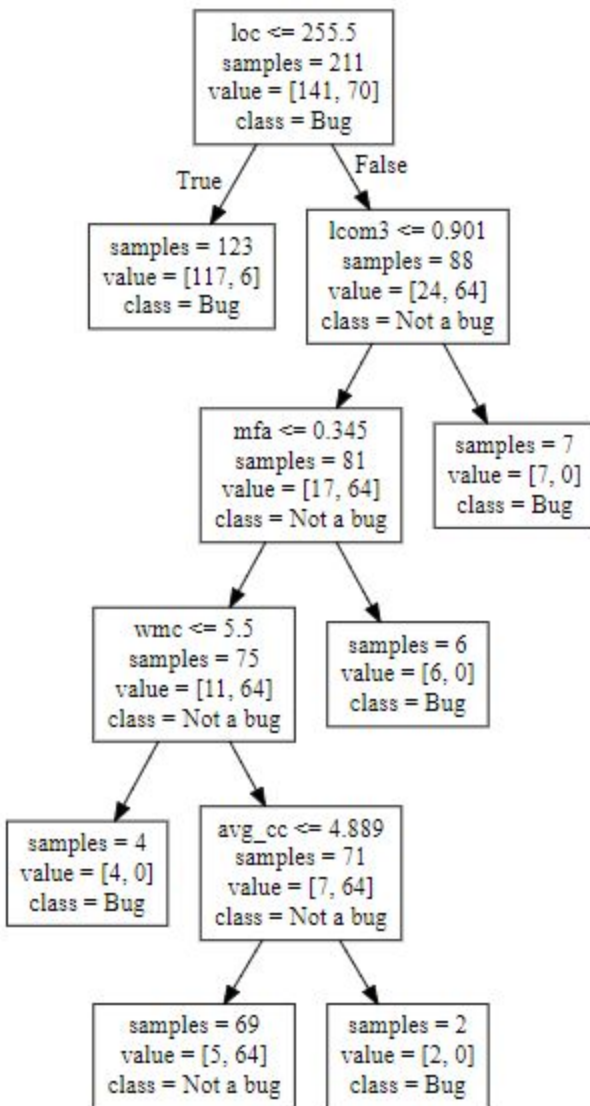 loc <= 255.5
samples = 211
value = [141, 70]
class = Bug
True
False
samples = 123
value = [117, 6]
class = Bug
lcom3 <= 0.901
samples = 88
value = [24, 64]
class = Not a bug
mfa <= 0.345
samples = 81
value = [17, 64]
class = Not a bug
samples = 7
value = [7, 0]
class = Bug
wmc <= 5.5
samples = 75
value = [11, 64]
class = Not a bug
samples = 6
value = [6, 0]
class = Bug
samples = 4
value = [4, 0]
class = Bug
avg_cc <= 4.889
samples = 71
value = [7, 64]
class = Not a bug
samples = 69
value = [5, 64]
class = Not a bug
samples = 2
value = [2, 0]
class = Bug